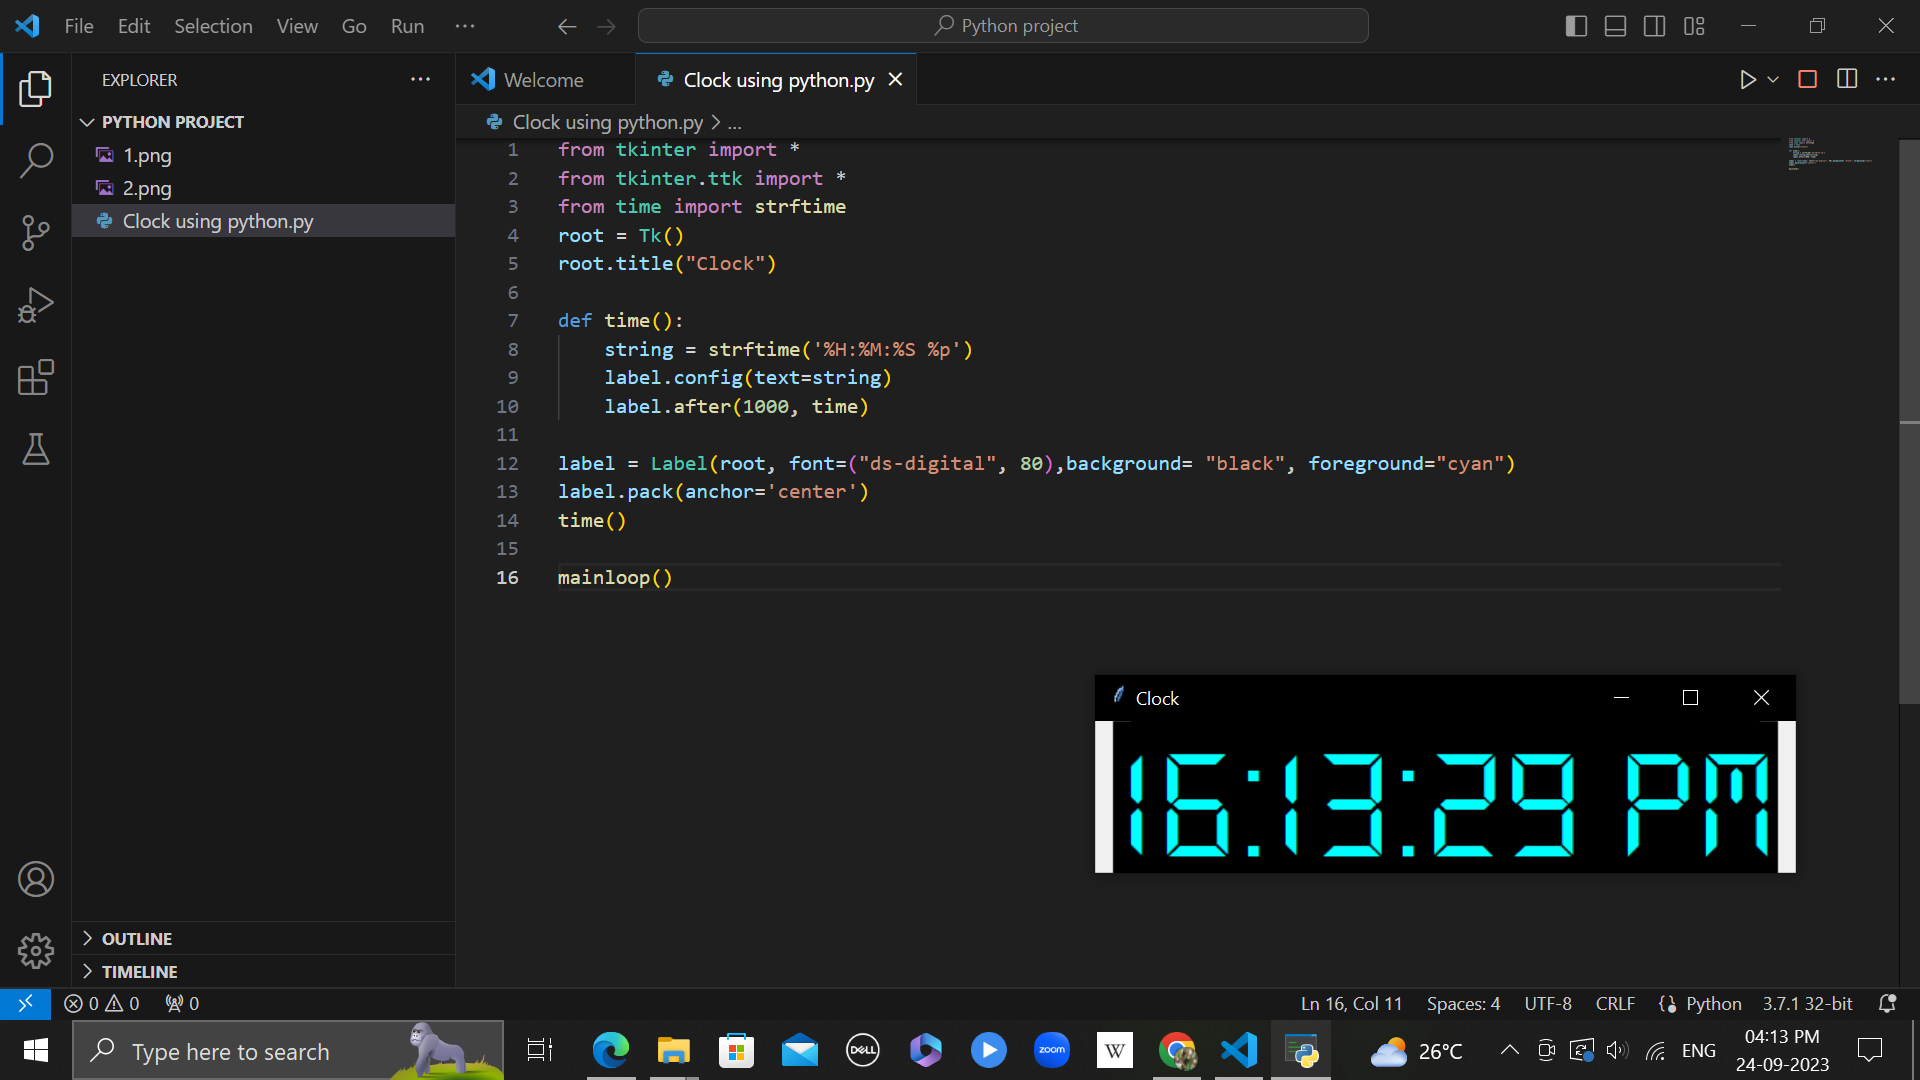 File Edit Selection View Go Run ...
Python project
EXPLORER
Welcome
Clock using python.py
PYTHON PROJECT
1.png
2.png
Clock using python.py
Clock using python.py > ...
1 from tkinter import *
2 from tkinter.ttk import *
3 from time import strftime
4 root = Tk()
5 root.title("Clock")
6
7 def time():
8 string = strftime('%H:%M:%S %p')
9 label.config(text=string)
10 label.after(1000, time)
11
12 label = Label(root, font=("ds-digital", 80),background= "black", foreground="cyan")
13 label.pack(anchor='center')
14 time()
15
16 mainloop()
Clock
16:13:29 PM
OUTLINE
TIMELINE
0 0 0
Ln 16, Col 11 Spaces: 4 UTF-8 CRLF {} Python 3.7.1 32-bit
Type here to search
DELL
zoom
W
26°C
ENG
04:13 PM
24-09-2023